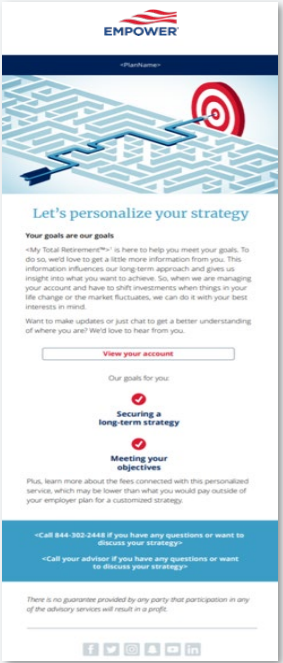 EMPOWER
<PlanName>
Let's personalize your strategy
Your goals are our goals
<My Total Retirement™>* is here to help you meet your goals. To
do so, we'd love to get a little more information from you. This
information influences our long-term approach and gives us
insight into what you want to achieve. So, when we are managing
your account and have to shift investments when things in your
life change or the market fluctuates, we can do it with your best
interests in mind.
Want to make updates or just chat to get a better understanding
of where you are? We'd love to hear from you.
View your account
Our goals for you:
Securing a
long-term strategy
Meeting your
objectives
Plus, learn more about the fees connected with this personalized
service, which may be lower than what you would pay outside of
your employer plan for a customized strategy.
<Call 844-302-2448 if you have any questions or want to
discuss your strategy>
<Call your advisor if you have any questions or want
to discuss your strategy>
There is no guarantee provided by any party that participation in any
of the advisory services will result in a profit.